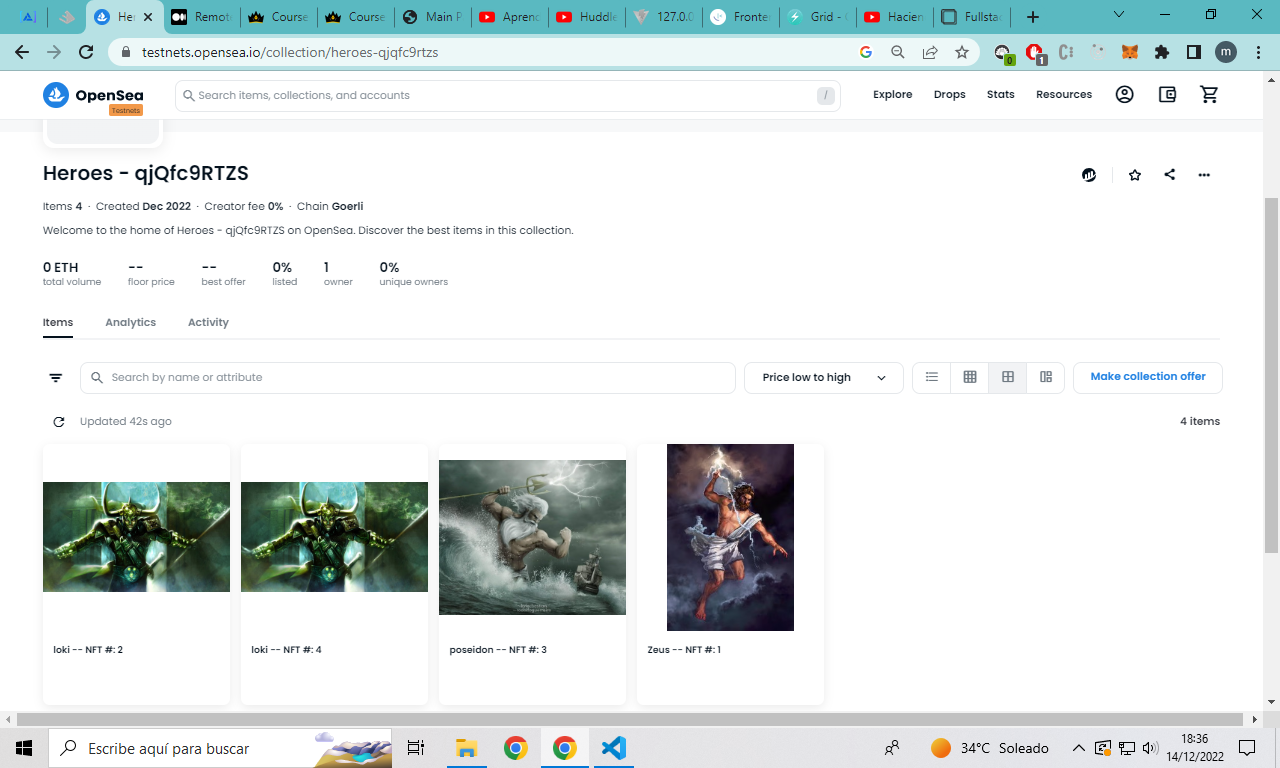 He
Remot
Course
Course
Main P
Aprenc
Huddle
127.0.0
Fronte
Grid - 
Hacien
Fullsta
testnets.opensea.io/collection/heroes-qjqfc9rtzs
0
1
m
OpenSea
Testnets
Search items, collections, and accounts
/
Explore Drops Stats Resources
Heroes - qjQfc9RTZS
Items 4 · Created Dec 2022 · Creator fee 0% · Chain Goerli
Welcome to the home of Heroes - qjQfc9RTZS on OpenSea. Discover the best items in this collection.
0 ETH -- -- 0% 1 0%
total volume floor price best offer listed owner unique owners
Items Analytics Activity
Search by name or attribute
Price low to high
Make collection offer
Updated 42s ago
4 items
loki -- NFT #: 2
loki -- NFT #: 4
poseidon -- NFT #: 3
Zeus -- NFT #: 1
Escribe aquí para buscar
34°C Soleado
18:36
14/12/2022